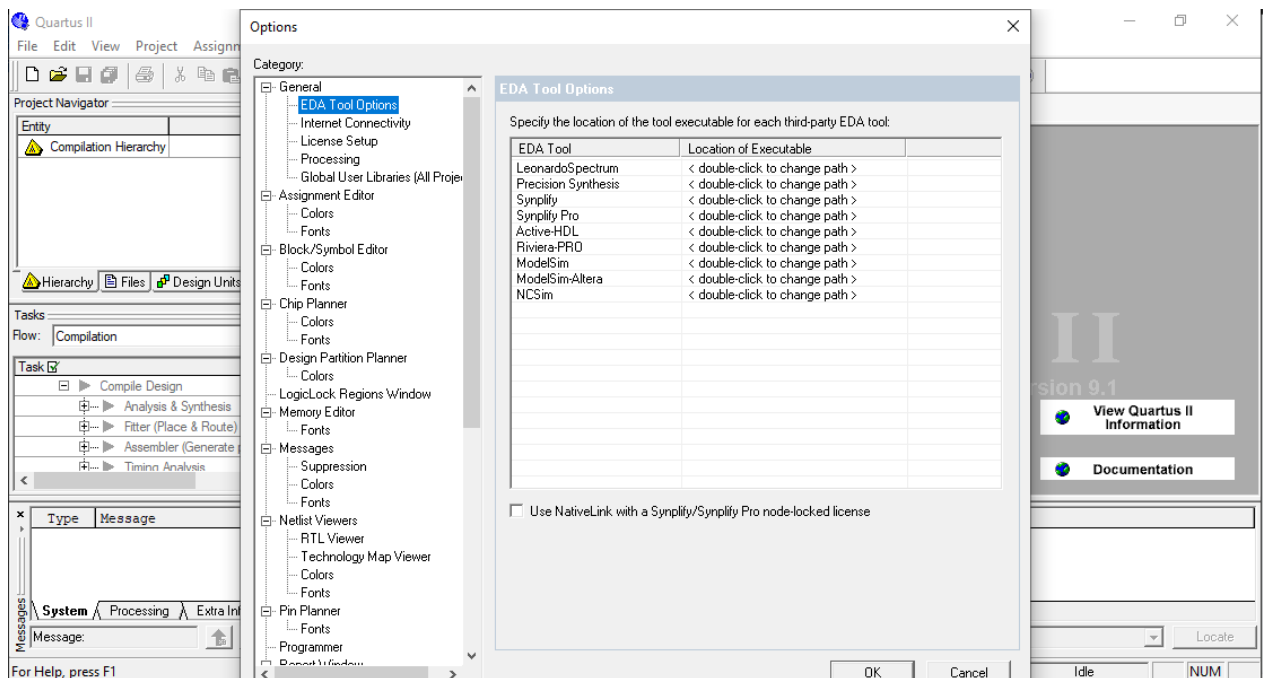 Quartus II
File Edit View Project Assignn
Project Navigator
Entity
Compilation Hierarchy
Hierarchy Files Design Units
Tasks
Flow: Compilation
Task
Compile Design
Analysis & Synthesis
Fitter (Place & Route)
Assembler (Generate p
Timing Analysis
Type Message
Messages
System Processing Extra Inf
Message:
For Help, press F1
Options
Category:
General
EDA Tool Options
Internet Connectivity
License Setup
Processing
Global User Libraries (All Proje
Assignment Editor
Colors
Fonts
Block/Symbol Editor
Colors
Fonts
Chip Planner
Colors
Fonts
Design Partition Planner
Colors
LogicLock Regions Window
Memory Editor
Fonts
Messages
Suppression
Colors
Fonts
Netlist Viewers
RTL Viewer
Technology Map Viewer
Colors
Fonts
Pin Planner
Fonts
Programmer
Report Window
EDA Tool Options
Specify the location of the tool executable for each third-party EDA tool:
EDA Tool Location of Executable
LeonardoSpectrum < double-click to change path >
Precision Synthesis < double-click to change path >
Synplify < double-click to change path >
Synplify Pro < double-click to change path >
Active-HDL < double-click to change path >
Riviera-PRO < double-click to change path >
ModelSim < double-click to change path >
ModelSim-Altera < double-click to change path >
NCSim < double-click to change path >
Use NativeLink with a Synplify/Synplify Pro node-locked license
OK Cancel
II
rsion 9.1
View Quartus II
Information
Documentation
Locate
Idle NUM